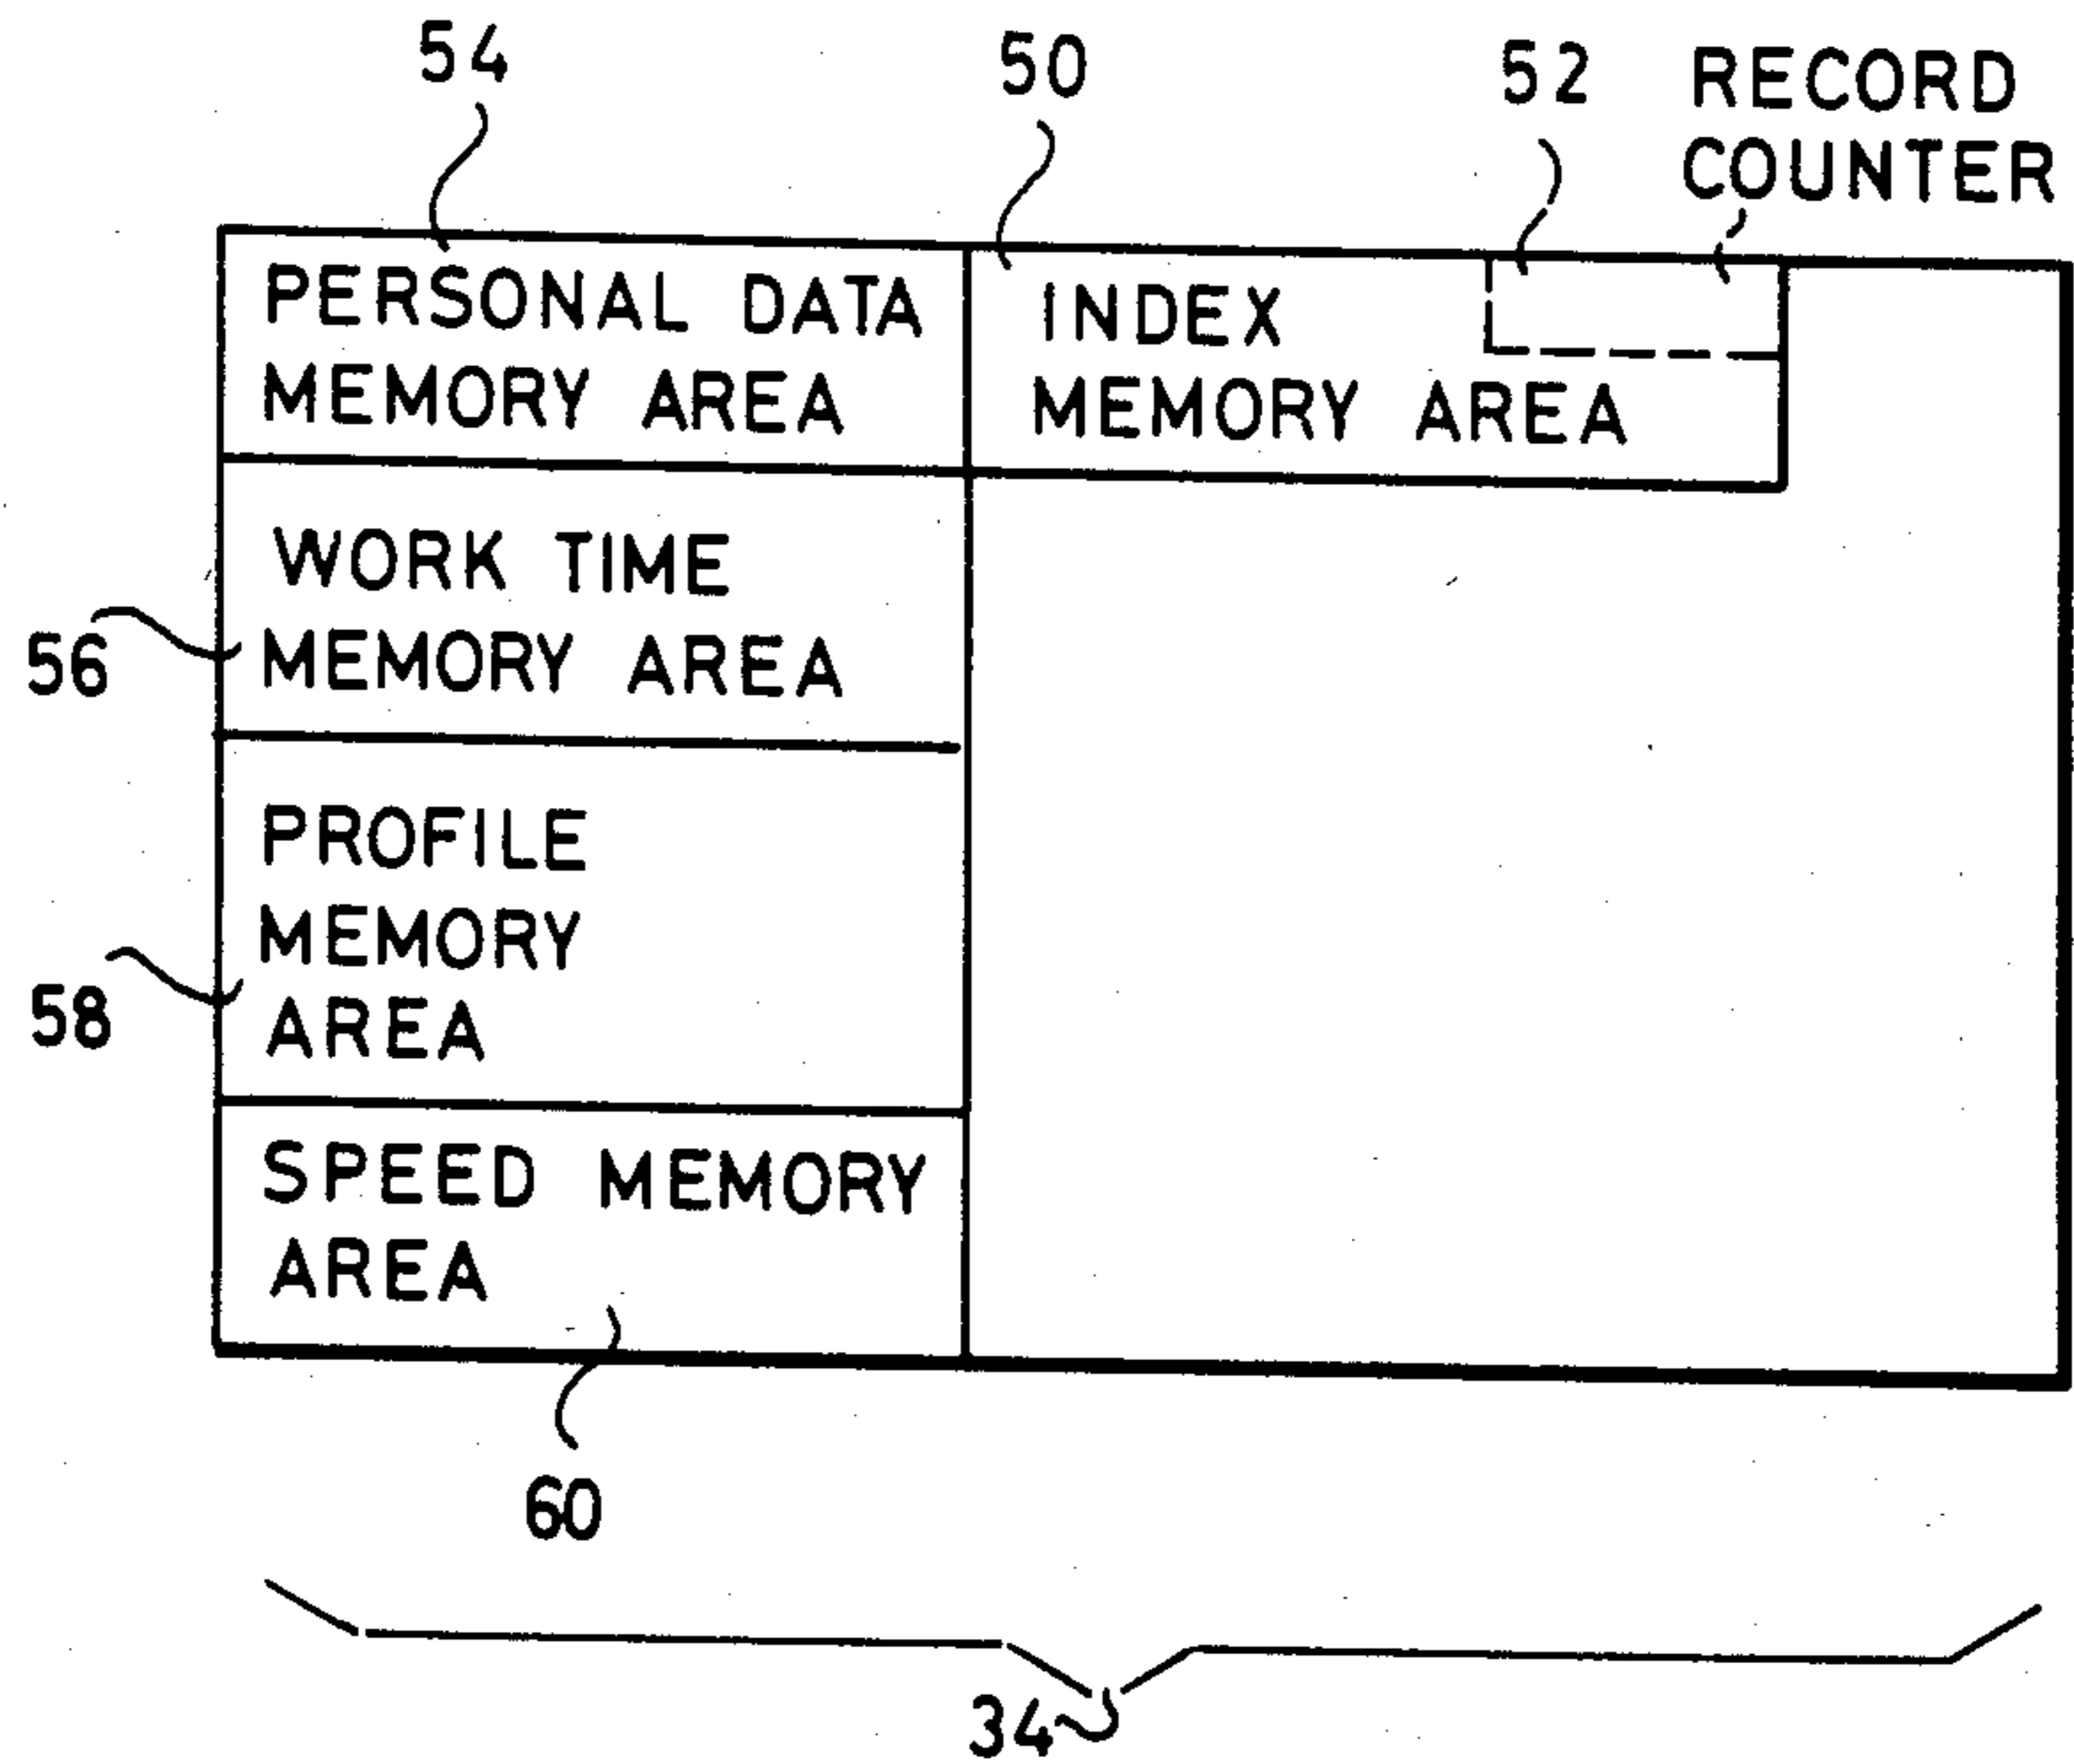 54
50
52 RECORD
COUNTER
PERSONAL DATA
MEMORY AREA
INDEX
MEMORY AREA
WORK TIME
MEMORY AREA
56
PROFILE
MEMORY
AREA
58
SPEED MEMORY
AREA
60
34